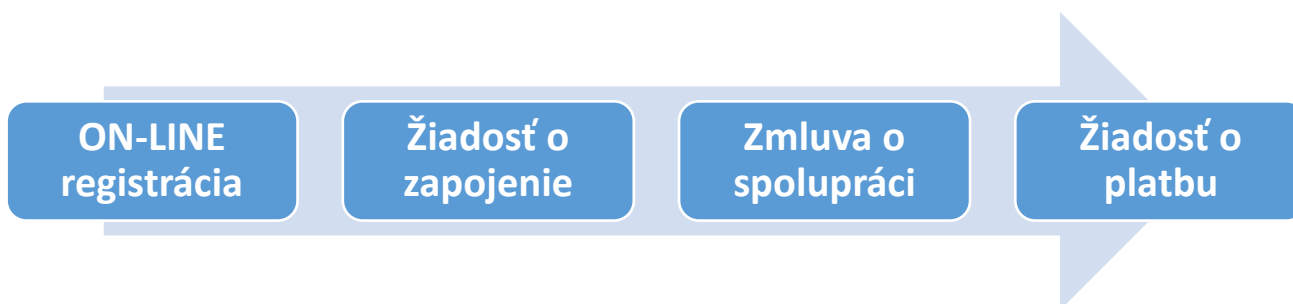 ON-LINE
registrácia
Žiadosť o
zapojenie
Zmluva o
spolupráci
Žiadosť o
platbu